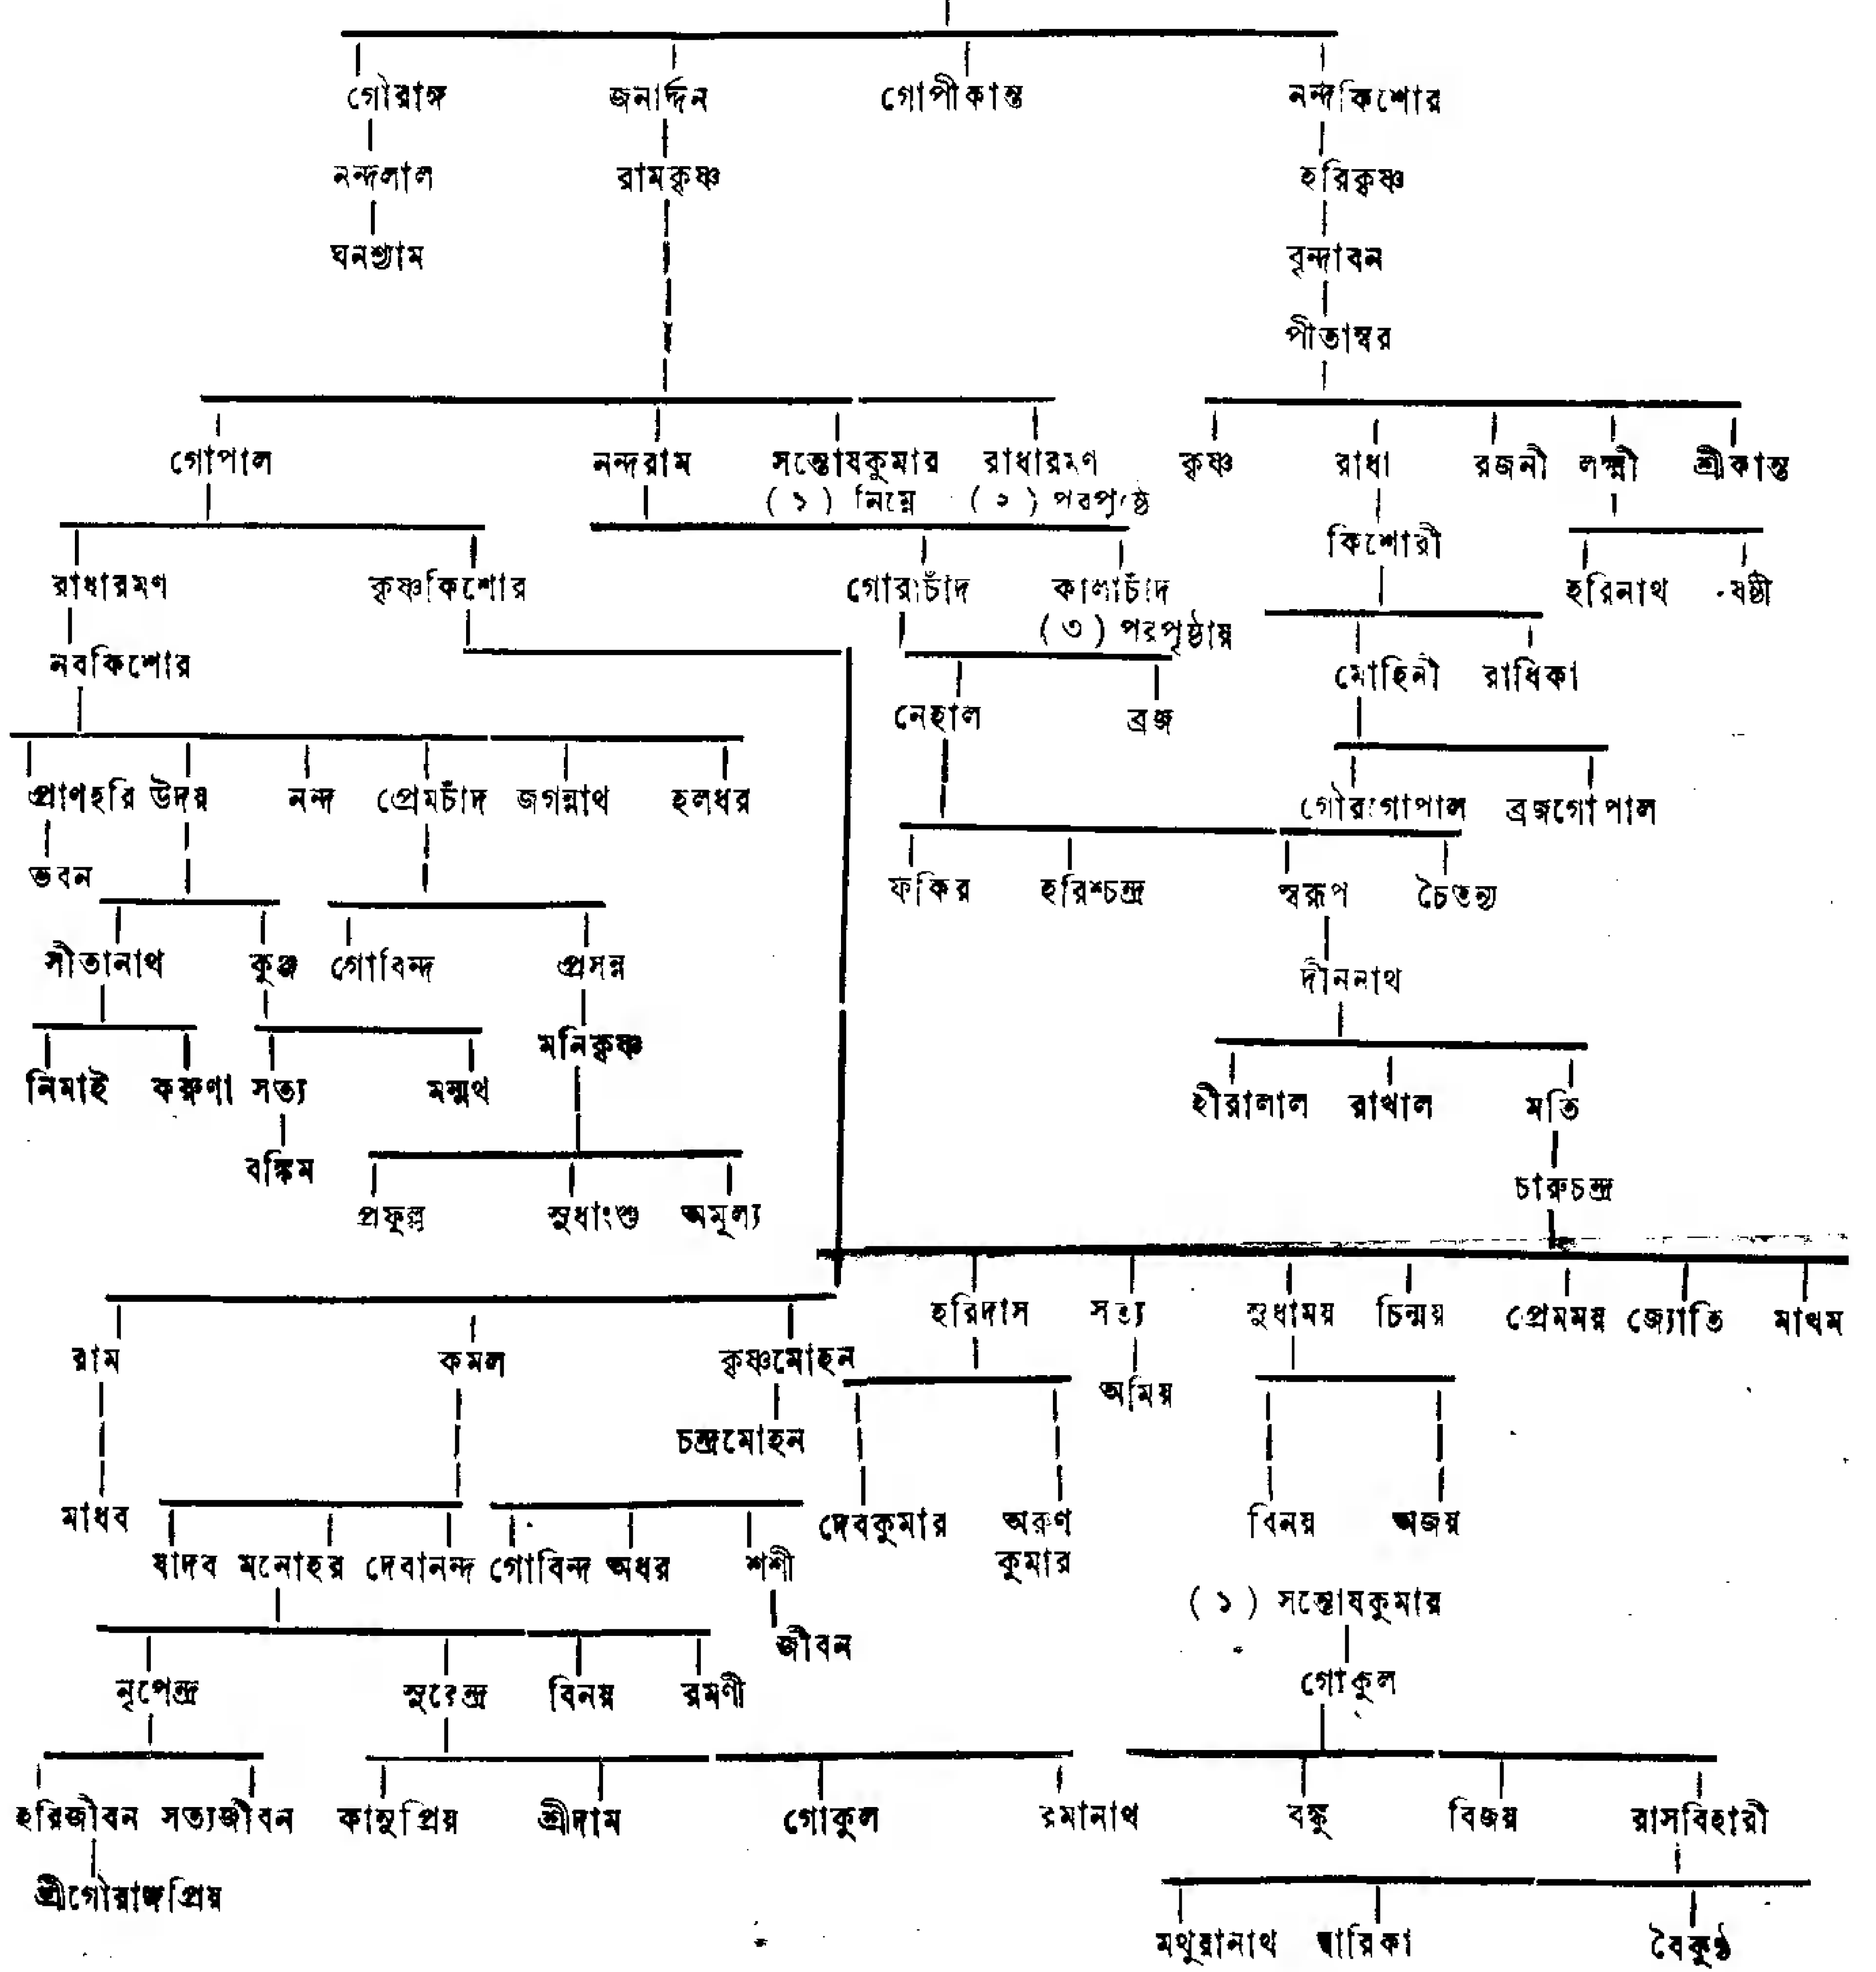 গৌরাঙ্গ জনার্দ্দন গোপীকান্ত নন্দকিশোর
নন্দলাল রামকৃষ্ণ হরিকৃষ্ণ
ঘনশ্যাম বৃন্দাবন
পীতাম্বর
গোপাল নন্দরাম সন্তোষকুমার রাধারমণ কৃষ্ণ রাধা রজনী লক্ষ্মী শ্রীকান্ত
( ১ ) নিম্নে ( ২ ) পরপৃষ্ঠে
কিশোরী
রাধারমণ কৃষ্ণকিশোর গোরাচাঁদ কালাচাঁদ হরিনাথ ষষ্ঠী
( ৩ ) পরপৃষ্ঠায়
নবকিশোর মোহিনী রাধিকা
নেহাল ব্রজ
প্রাণহরি উদয় নন্দ প্রেমচাঁদ জগন্নাথ হলধর গৌরগোপাল ব্রজগোপাল
ভবন ফকির হরিশ্চন্দ্র স্বরূপ চৈতন্য
সীতানাথ কুঞ্জ গোবিন্দ প্রসন্ন দীননাথ
মনিকৃষ্ণ
নিমাই করুণা সত্য মন্মথ হীরালাল রাখাল মতি
বঙ্কিম চারুচন্দ্র
প্রফুল্ল সুধাংশু অমূল্য
হরিদাস সত্য সুধাময় চিন্ময় প্রেমময় জ্যোতি মাখম
রাম কমল কৃষ্ণমোহন অমিয়
চন্দ্রমোহন
মাধব দেবকুমার অরুণ বিনয় অজয়
যাদব মনোহর দেবানন্দ গোবিন্দ অধর শশী কুমার
( ১ ) সন্তোষকুমার
জীবন
নৃপেন্দ্র সুরেন্দ্র বিনয় রমণী গোকুল
হরিজীবন সত্যজীবন কানুপ্রিয় শ্রীদাম গোকুল রমানাথ বঙ্কু বিজয় রাসবিহারী
শ্রীগৌরাঙ্গপ্রিয়
মথুরানাথ দ্বারিকা বৈকুণ্ঠ